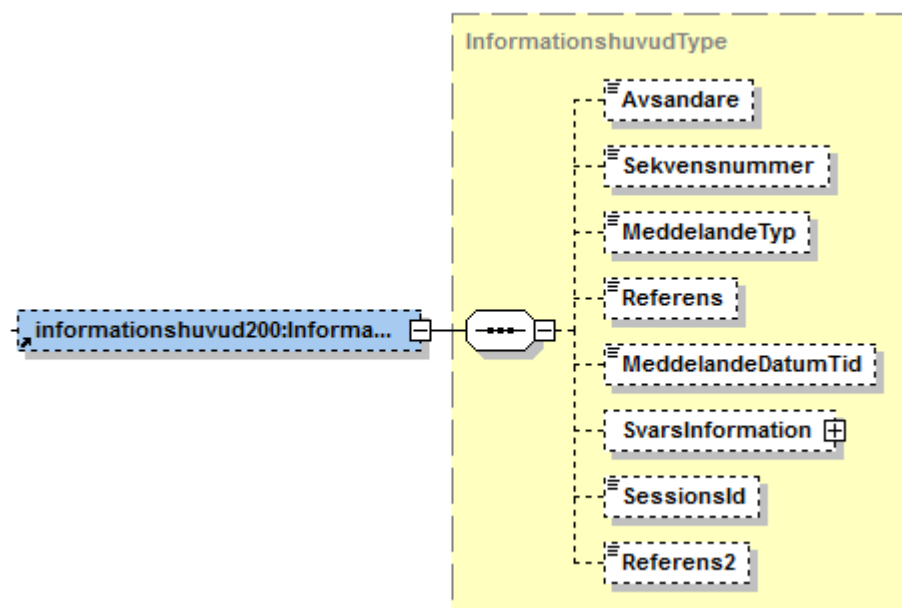 InformationshuvudType
Avsandare
Sekvensnummer
MeddelandeTyp
Referens
informationshuvud200:Informa...
MeddelandeDatumTid
SvarsInformation
SessionsId
Referens2